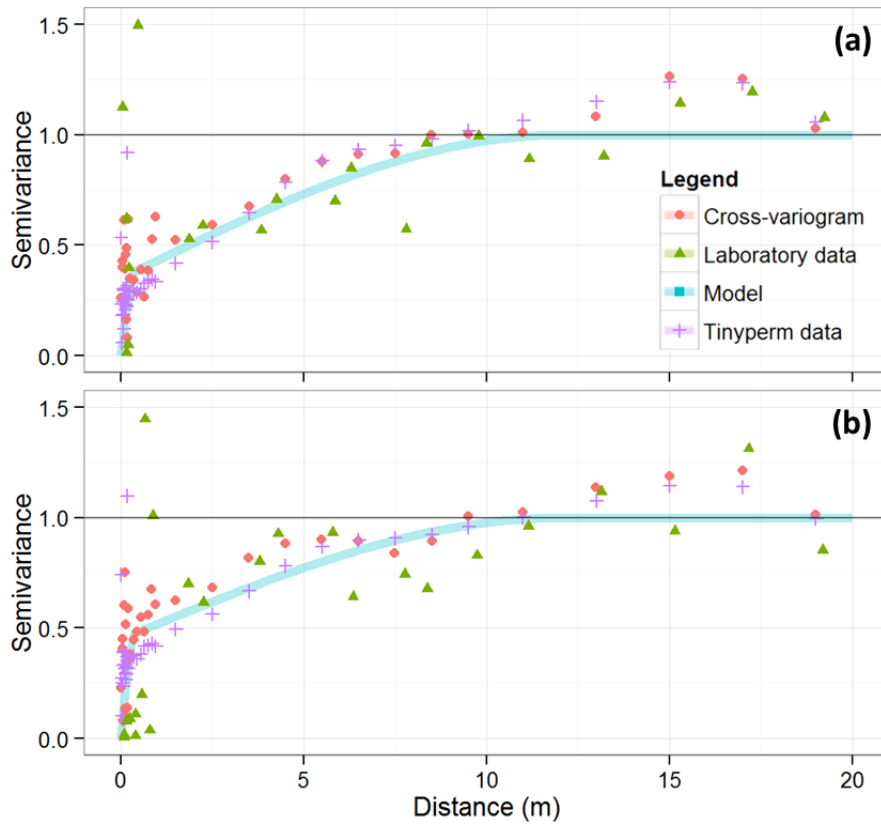 (a)
1.5
1.0
0.5
0.0
Semivariance
Legend
Cross-variogram
Laboratory data
Model
Tinyperm data
(b)
1.5
1.0
0.5
0.0
Semivariance
0 5 10 15 20
Distance (m)